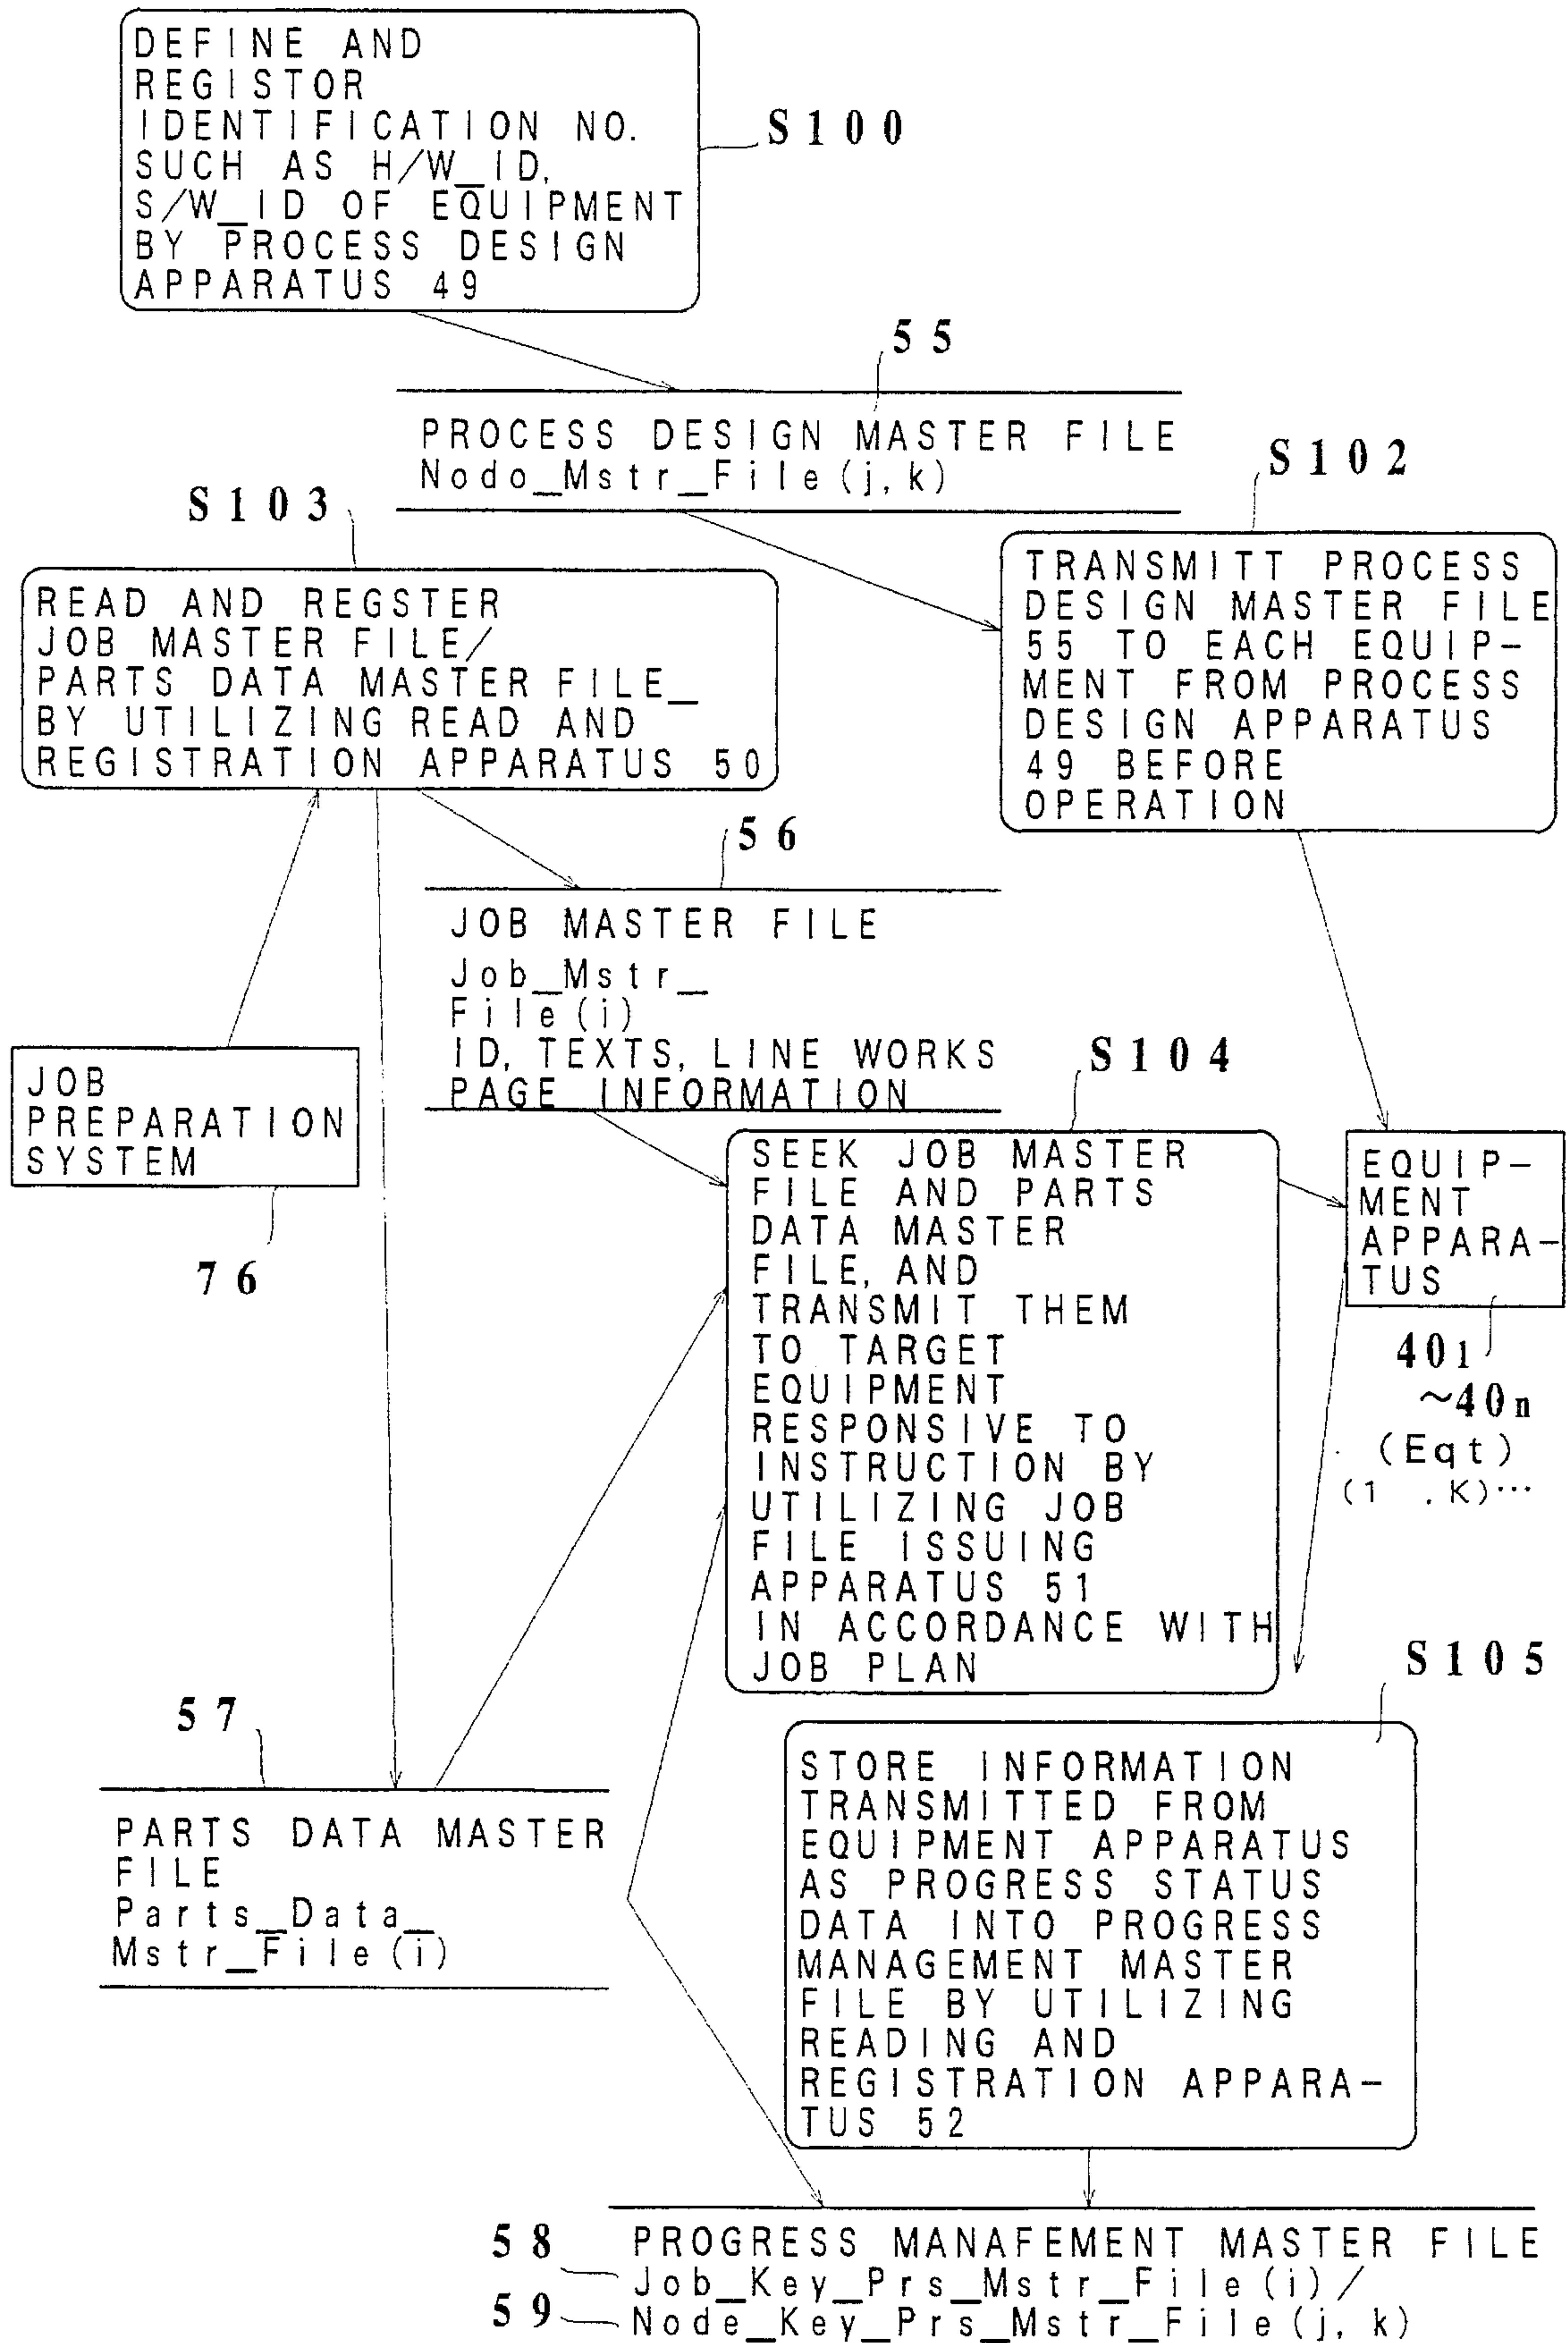 DEFINE AND
REGISTOR
IDENTIFICATION NO.
SUCH AS H/W_ID,
S/W_ID OF EQUIPMENT
BY PROCESS DESIGN
APPARATUS 49
S100
55
PROCESS DESIGN MASTER FILE
Nodo_Mstr_File(j,k)
S102
S103
TRANSMITT PROCESS
DESIGN MASTER FILE
55 TO EACH EQUIP-
MENT FROM PROCESS
DESIGN APPARATUS
49 BEFORE
OPERATION
READ AND REGSTER
JOB MASTER FILE/
PARTS DATA MASTER FILE_
BY UTILIZING READ AND
REGISTRATION APPARATUS 50
56
JOB MASTER FILE
Job_Mstr_
File(i)
ID, TEXTS, LINE WORKS
PAGE INFORMATION
JOB
PREPARATION
SYSTEM
76
S104
SEEK JOB MASTER
FILE AND PARTS
DATA MASTER
FILE, AND
TRANSMIT THEM
TO TARGET
EQUIPMENT
RESPONSIVE TO
INSTRUCTION BY
UTILIZING JOB
FILE ISSUING
APPARATUS 51
IN ACCORDANCE WITH
JOB PLAN
EQUIP-
MENT
APPARA-
TUS
401
~40n
(Eqt)
(1 ,K)…
57
PARTS DATA MASTER
FILE
Parts_Data_
Mstr_File(i)
S105
STORE INFORMATION
TRANSMITTED FROM
EQUIPMENT APPARATUS
AS PROGRESS STATUS
DATA INTO PROGRESS
MANAGEMENT MASTER
FILE BY UTILIZING
READING AND
REGISTRATION APPARA-
TUS 52
PROGRESS MANAFEMENT MASTER FILE
58 Job_Key_Prs_Mstr_File(i)/
59 Node_Key_Prs_Mstr_File(j, k)